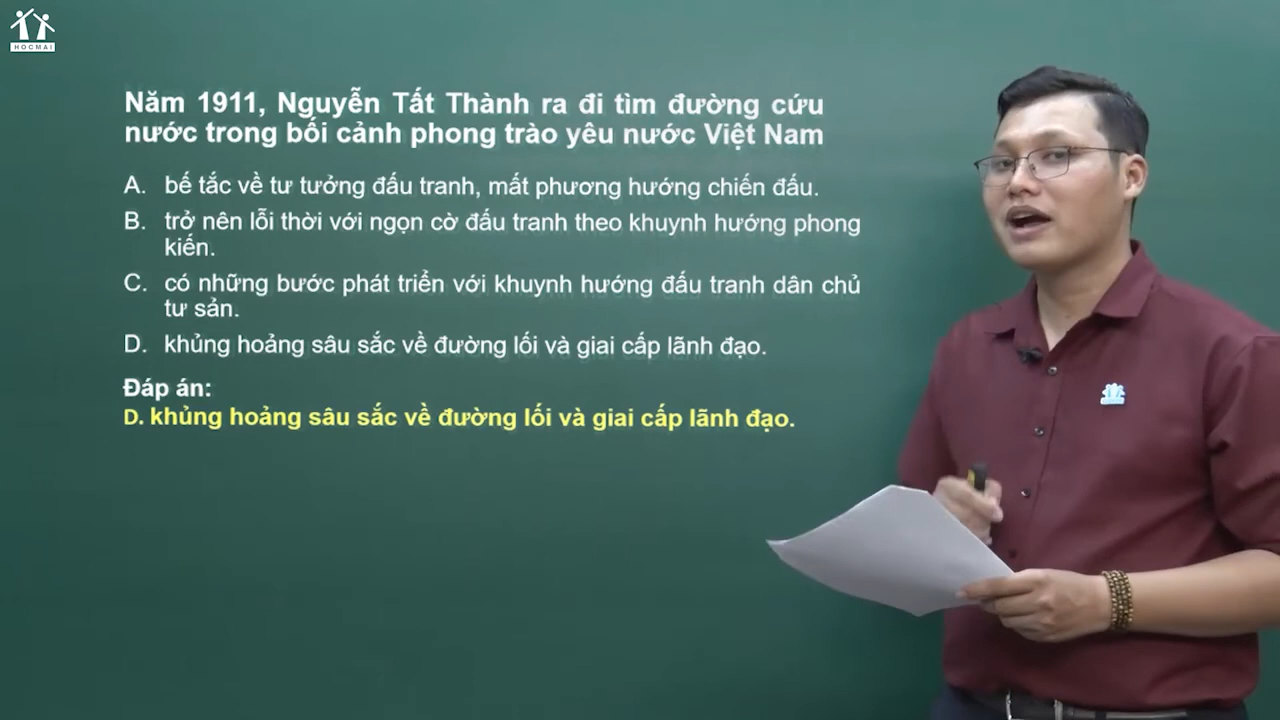 HOCMAI
Năm 1911, Nguyễn Tất Thành ra đi tìm đường cứu
nước trong bối cảnh phong trào yêu nước Việt Nam
A. bế tắc về tư tưởng đấu tranh, mất phương hướng chiến đấu.
B. trở nên lỗi thời với ngọn cờ đấu tranh theo khuynh hướng phong
kiến.
C. có những bước phát triển với khuynh hướng đấu tranh dân chủ
tư sản.
D. khủng hoảng sâu sắc về đường lối và giai cấp lãnh đạo.
Đáp án:
D. khủng hoảng sâu sắc về đường lối và giai cấp lãnh đạo.